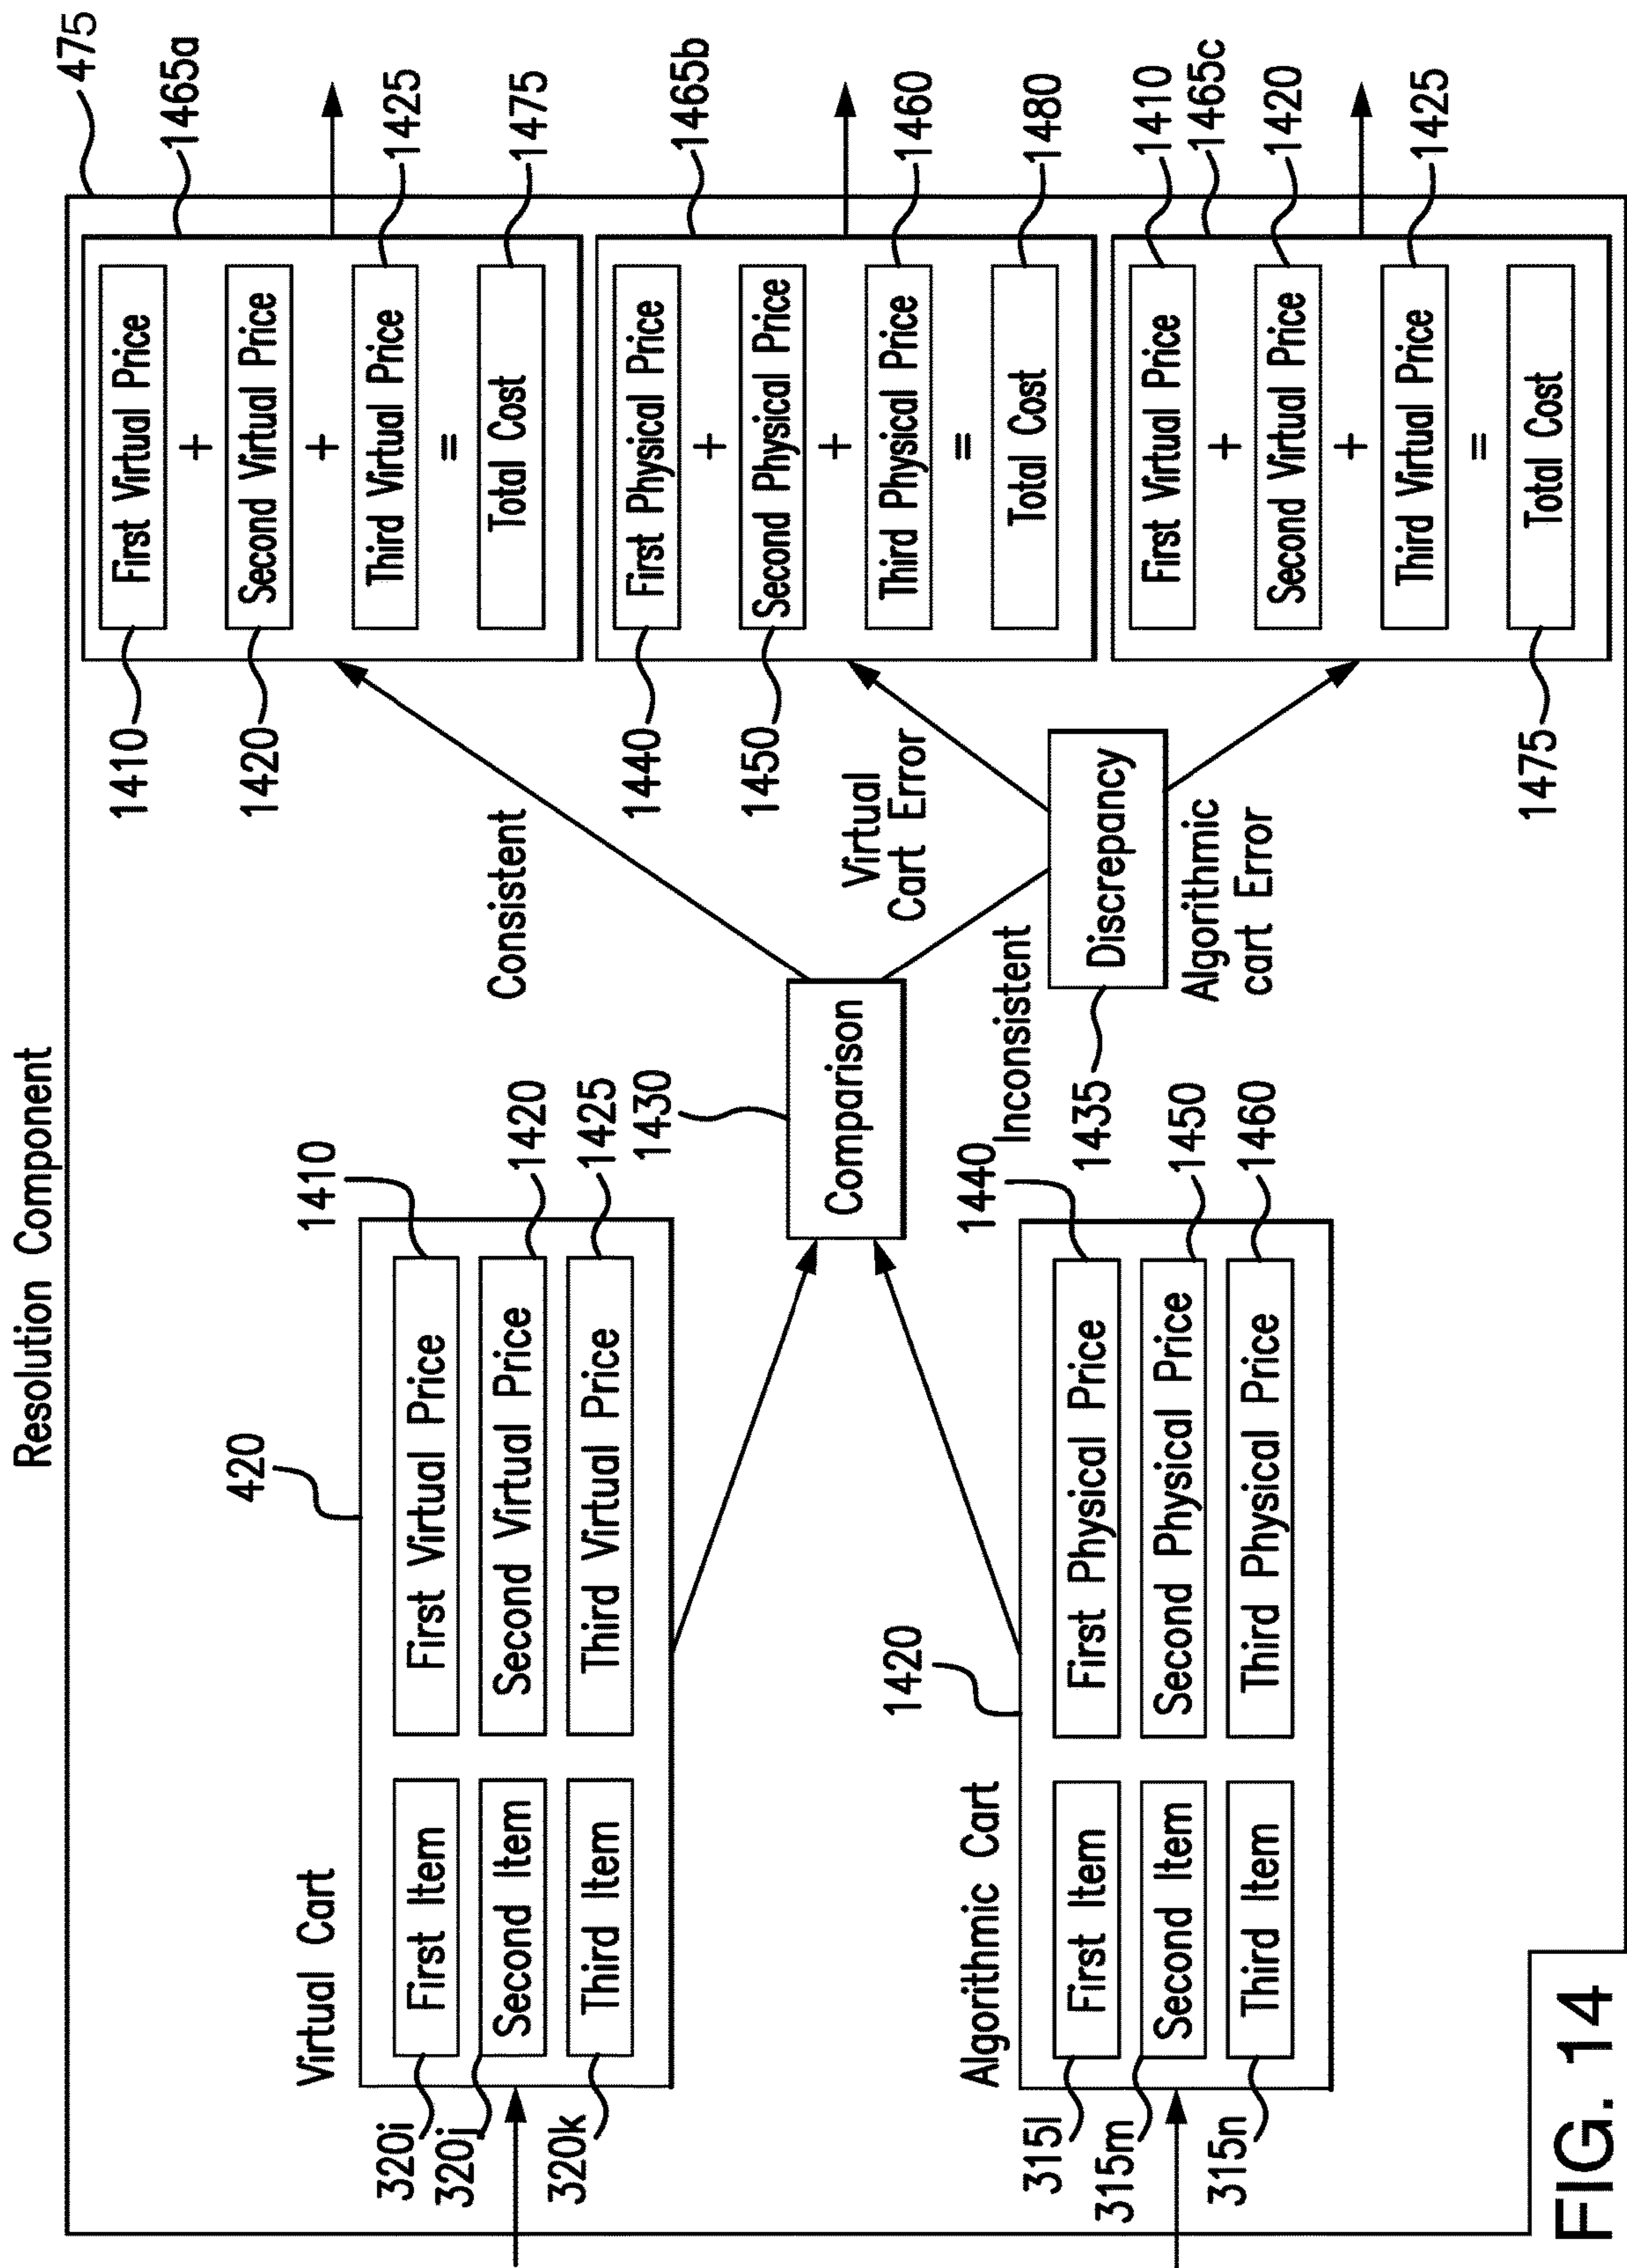 Resolution Component
475
Virtual Cart
420
320i
First Item
First Virtual Price
1410
320j
Second Item
Second Virtual Price
1420
320k
Third Item
Third Virtual Price
1425
Algorithmic Cart
1420
315l
First Item
First Physical Price
1440
315m
Second Item
Second Physical Price
1450
315n
Third Item
Third Physical Price
1460
1430
Comparison
Consistent
Inconsistent
1435
Discrepancy
Virtual
Cart Error
Algorithmic
cart Error
1465a
1410
First Virtual Price
+
1420
Second Virtual Price
+
Third Virtual Price
1425
=
Total Cost
1475
1465b
1440
First Physical Price
+
1450
Second Physical Price
+
Third Physical Price
1460
=
Total Cost
1480
1465c
First Virtual Price
1410
+
Second Virtual Price
1420
+
Third Virtual Price
1425
=
1475
Total Cost
FIG. 14